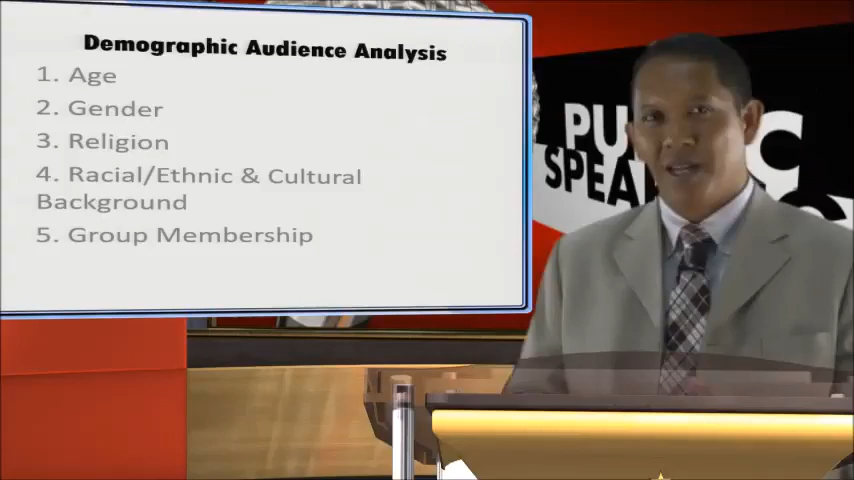 Demographic Audience Analysis
1. Age
2. Gender
3. Religion
4. Racial/Ethnic & Cultural
Background
5. Group Membership